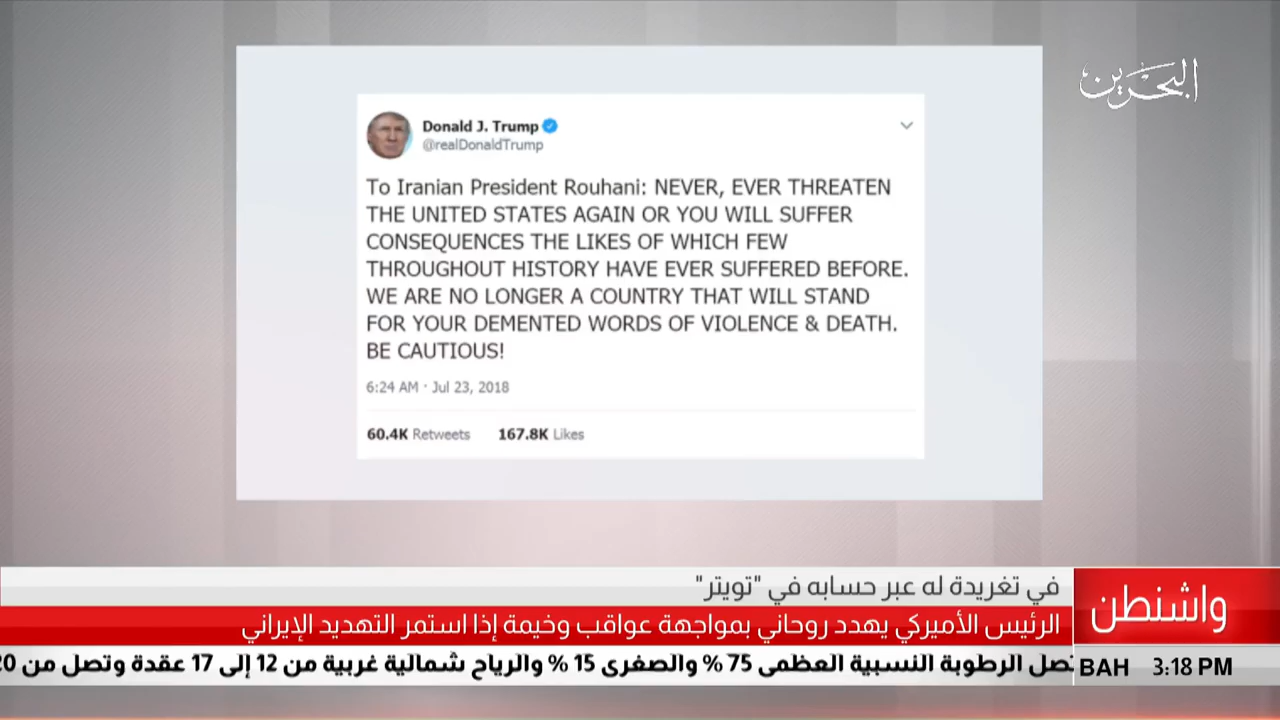 البحرين
Donald J. Trump
@realDonaldTrump
To Iranian President Rouhani: NEVER, EVER THREATEN
THE UNITED STATES AGAIN OR YOU WILL SUFFER
CONSEQUENCES THE LIKES OF WHICH FEW
THROUGHOUT HISTORY HAVE EVER SUFFERED BEFORE.
WE ARE NO LONGER A COUNTRY THAT WILL STAND
FOR YOUR DEMENTED WORDS OF VIOLENCE & DEATH.
BE CAUTIOUS!
6:24 AM · Jul 23, 2018
60.4K Retweets 167.8K Likes
واشنطن
في تغريدة له عبر حسابه في "تويتر"
الرئيس الأميركي يهدد روحاني بمواجهة عواقب وخيمة إذا استمر التهديد الإيراني
BAH 3:18 PM
تصل الرطوبة النسبية العظمى 75 % والصغرى 15 % والرياح شمالية غربية من 12 إلى 17 عقدة وتصل من 20